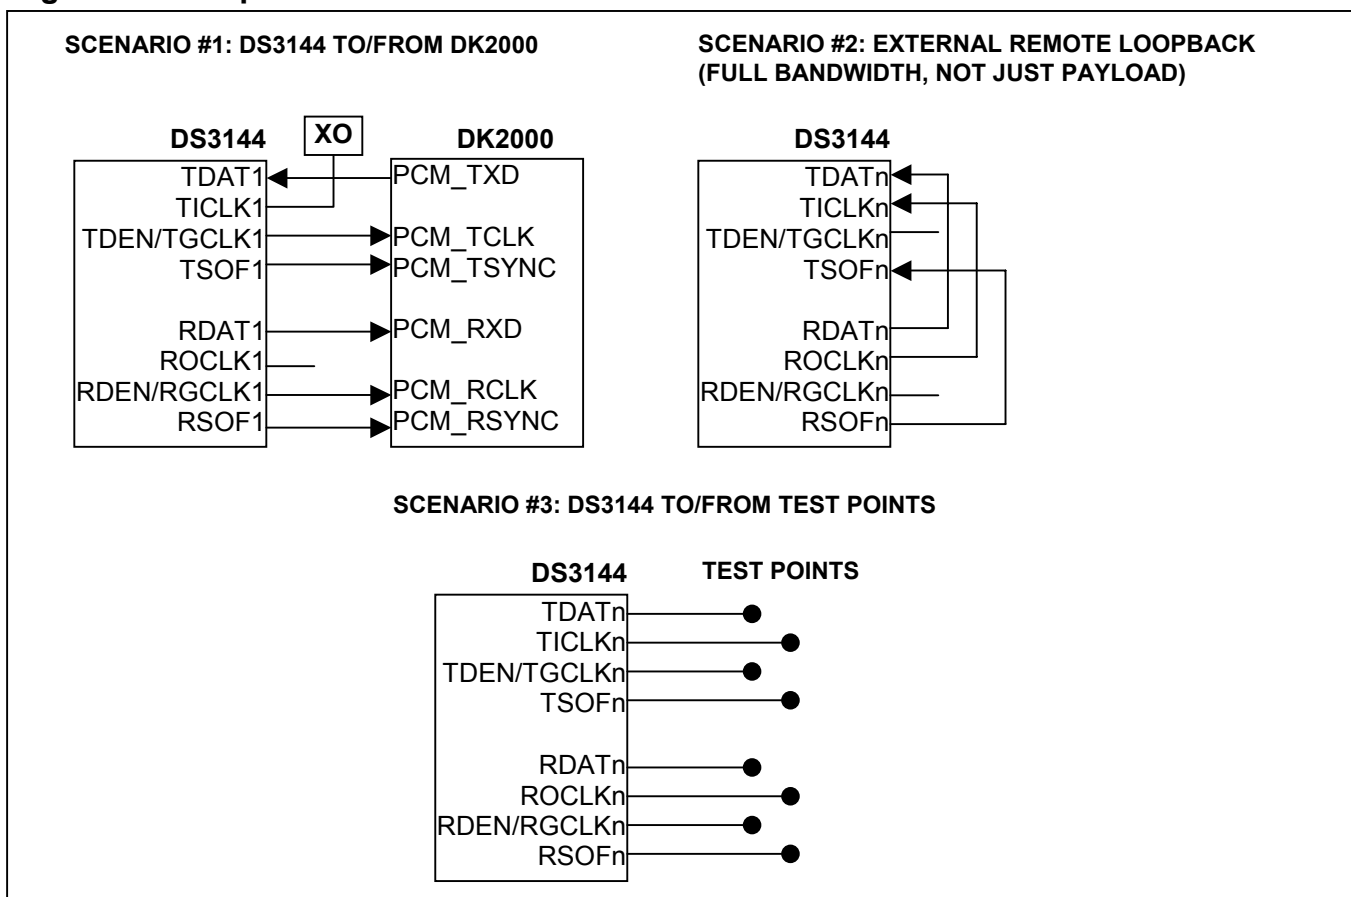 SCENARIO #1: DS3144 TO/FROM DK2000
DS3144
XO
DK2000
TDAT1
TICLK1
TDEN/TGCLK1
TSOF1
RDAT1
ROCLK1
RDEN/RGCLK1
RSOF1
PCM_TXD
PCM_TCLK
PCM_TSYNC
PCM_RXD
PCM_RCLK
PCM_RSYNC
SCENARIO #2: EXTERNAL REMOTE LOOPBACK
(FULL BANDWIDTH, NOT JUST PAYLOAD)
DS3144
TDATn
TICLKn
TDEN/TGCLKn
TSOFn
RDATn
ROCLKn
RDEN/RGCLKn
RSOFn
SCENARIO #3: DS3144 TO/FROM TEST POINTS
DS3144
TEST POINTS
TDATn
TICLKn
TDEN/TGCLKn
TSOFn
RDATn
ROCLKn
RDEN/RGCLKn
RSOFn